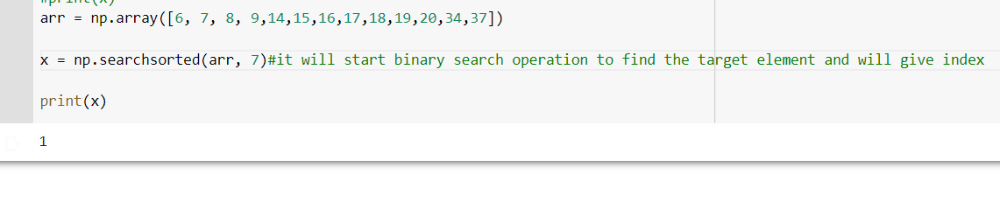 #print(x)
arr = np.array([6, 7, 8, 9,14,15,16,17,18,19,20,34,37])
x = np.searchsorted(arr, 7)#it will start binary search operation to find the target element and will give index
print(x)
1